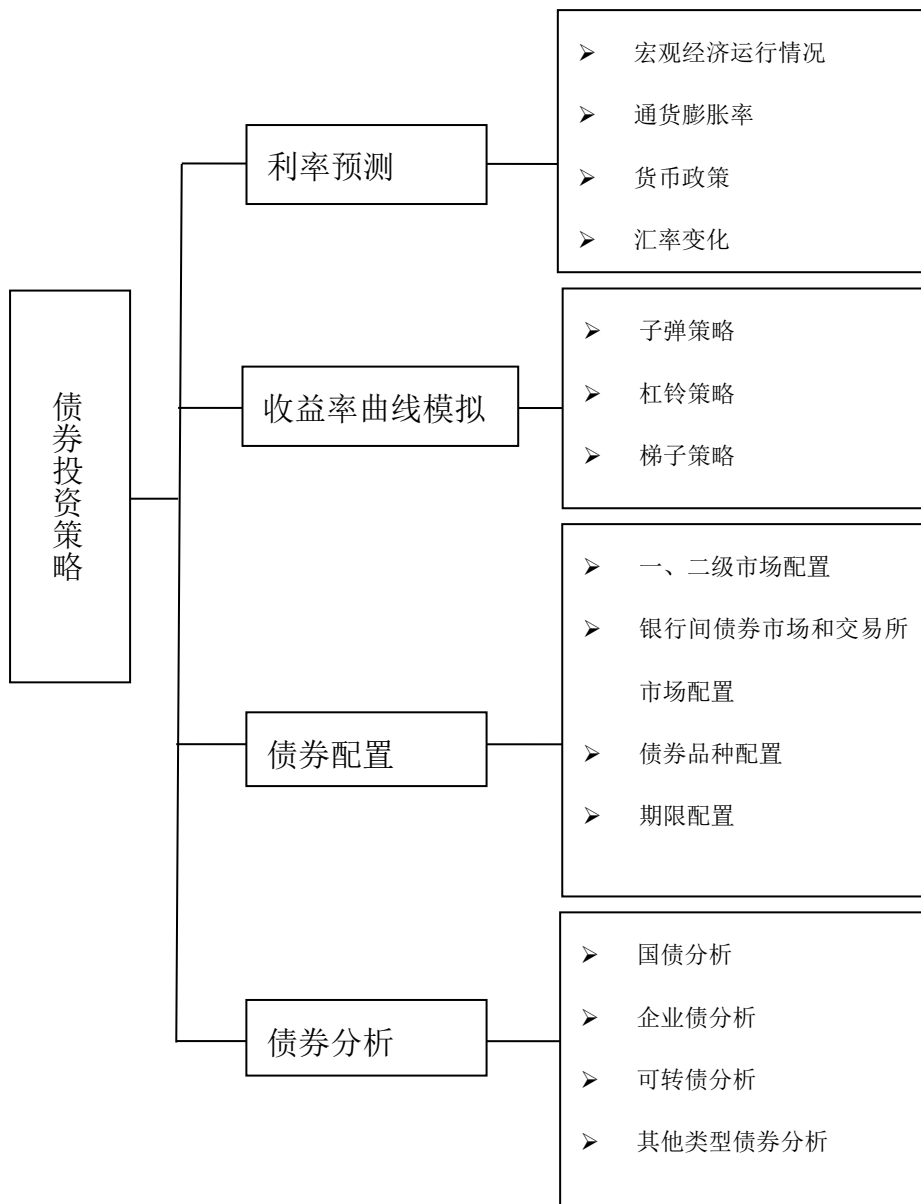 债券投资策略
利率预测
➢ 宏观经济运行情况
➢ 通货膨胀率
➢ 货币政策
➢ 汇率变化
收益率曲线模拟
➢ 子弹策略
➢ 杠铃策略
➢ 梯子策略
债券配置
➢ 一、二级市场配置
➢ 银行间债券市场和交易所
市场配置
➢ 债券品种配置
➢ 期限配置
债券分析
➢ 国债分析
➢ 企业债分析
➢ 可转债分析
➢ 其他类型债券分析